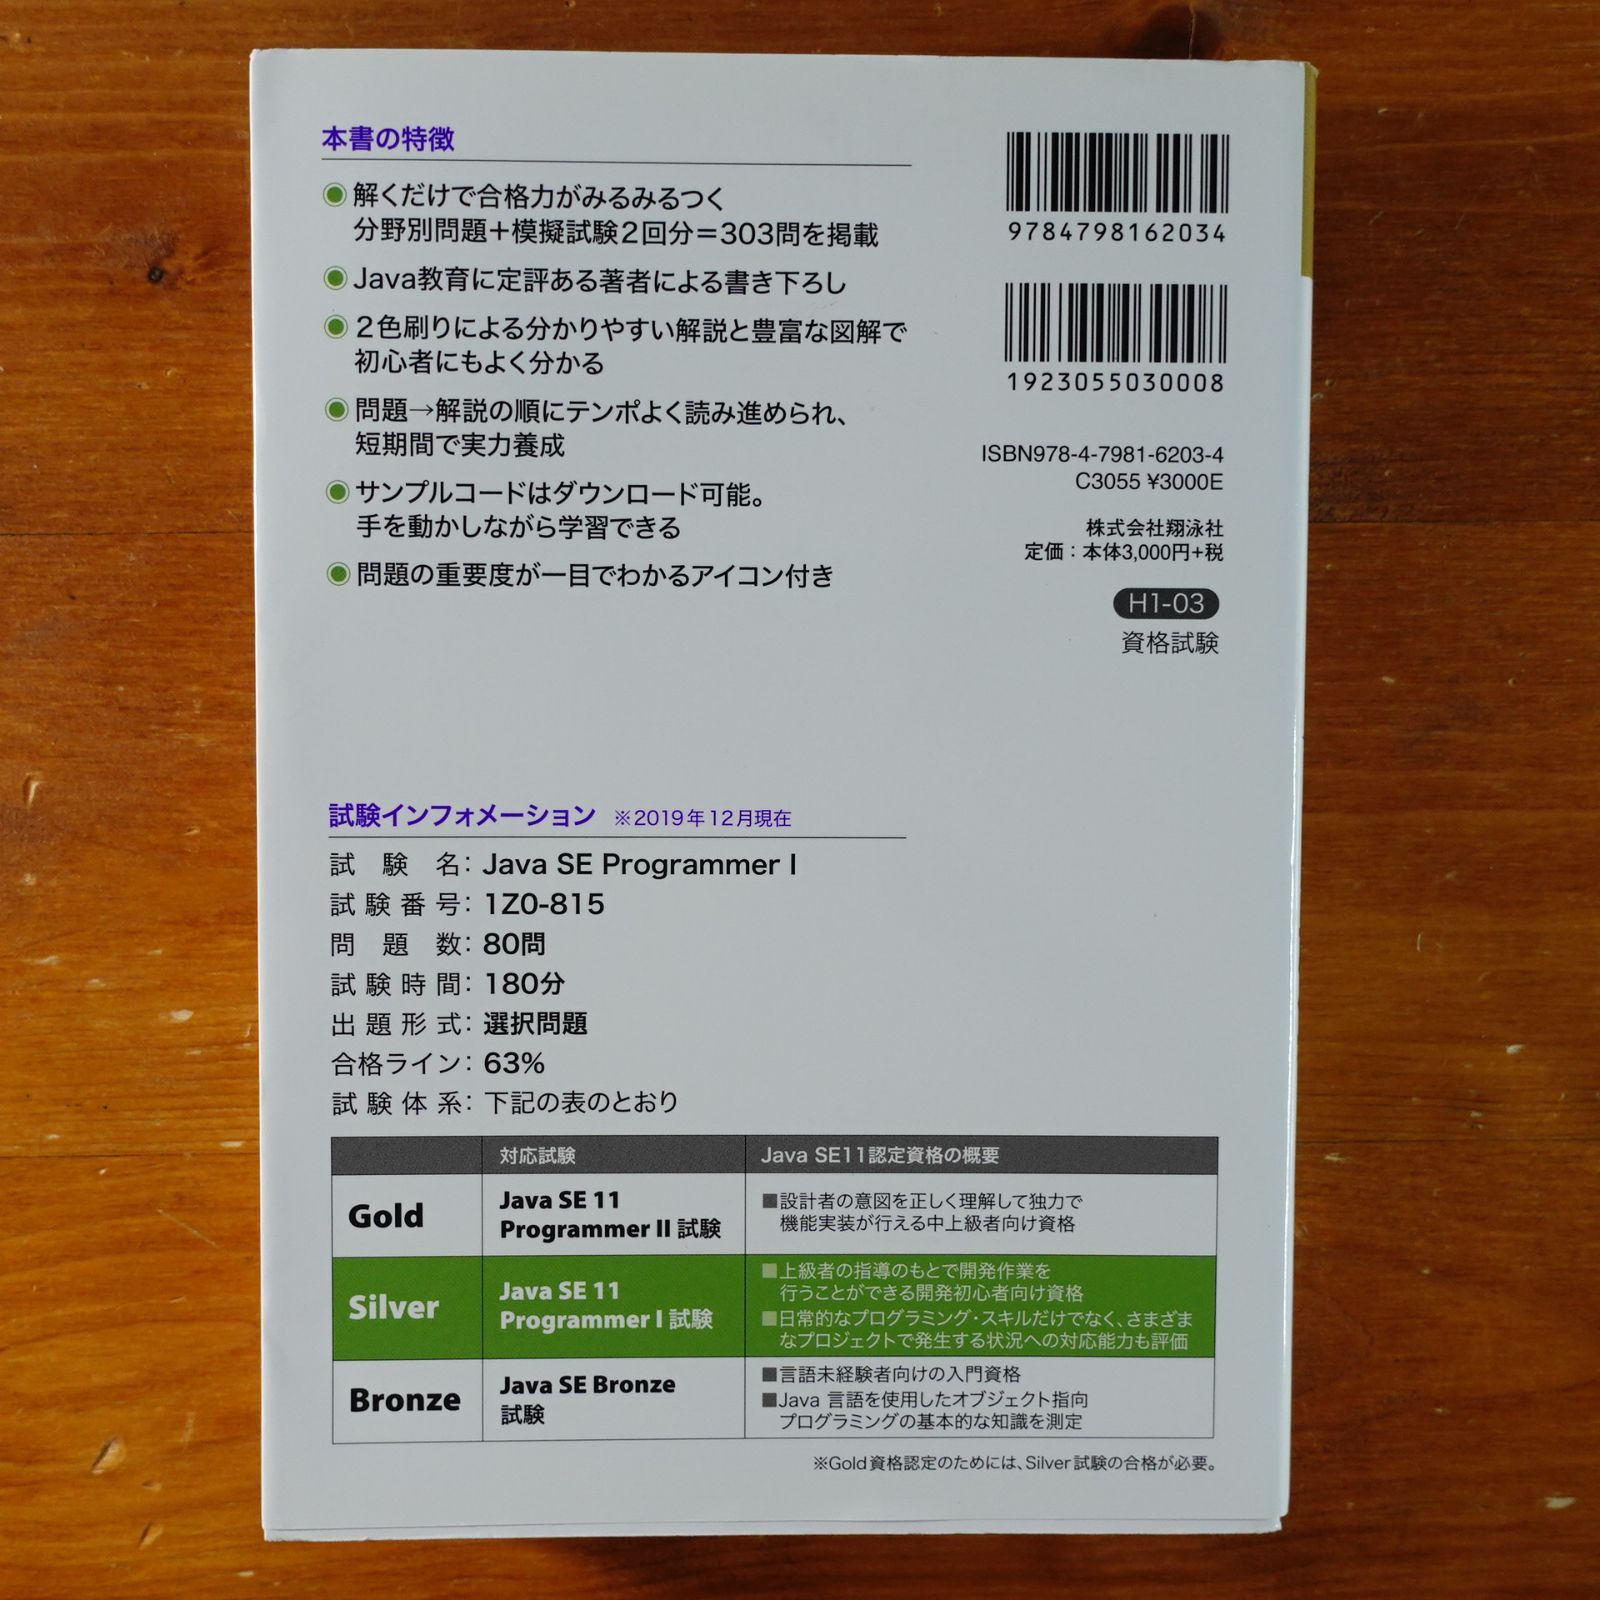 本書の特徴
解くだけで合格力がみるみるつく
分野別問題＋模擬試験2回分＝303問を掲載
Java教育に定評ある著者による書き下ろし
2色刷りによる分かりやすい解説と豊富な図解で
初心者にもよく分かる
問題→解説の順にテンポよく読み進められ、
短期間で実力養成
サンプルコードはダウンロード可能。
手を動かしながら学習できる
問題の重要度が一目でわかるアイコン付き
9784798162034
1923055030008
ISBN978-4-7981-6203-4
C3055 ¥3000E
株式会社翔泳社
定価：本体3,000円+税
H1-03
資格試験
試験インフォメーション ※2019年12月現在
試験名：Java SE Programmer I
試験番号：1Z0-815
問題数：80問
試験時間：180分
出題形式：選択問題
合格ライン：63%
試験体系：下記の表のとおり
対応試験 Java SE11認定資格の概要
Gold
Java SE 11
Programmer II 試験
■設計者の意図を正しく理解して独力で
機能実装が行える中上級者向け資格
Silver
Java SE 11
Programmer I 試験
■上級者の指導のもとで開発作業を
行うことができる開発初心者向け資格
■日常的なプログラミング・スキルだけでなく、さまざま
なプロジェクトで発生する状況への対応能力も評価
Bronze
Java SE Bronze
試験
■言語未経験者向けの入門資格
■Java 言語を使用したオブジェクト指向
プログラミングの基本的な知識を測定
※Gold資格認定のためには、Silver試験の合格が必要。